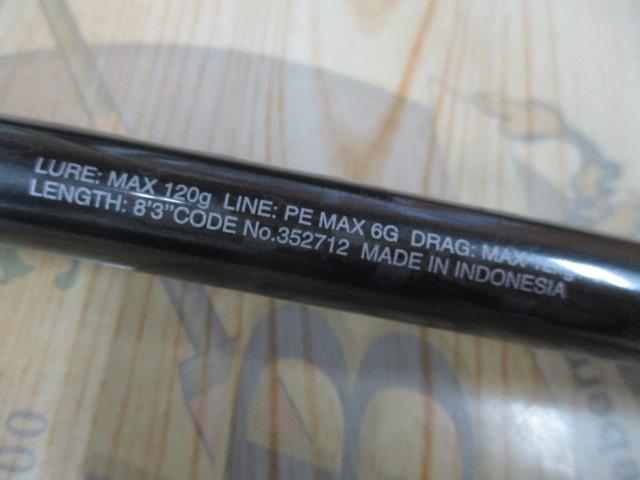 LURE: MAX 120g LINE: PE MAX 6G DRAG: MAX
LENGTH: 8'3"CODE No.352712 MADE IN INDONESIA